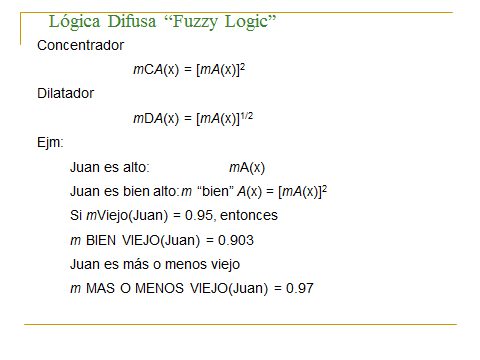 Lógica Difusa “Fuzzy Logic”
Concentrador
mCA(x) = [mA(x)]²
Dilatador
mDA(x) = [mA(x)]¹/²
Ejm:
Juan es alto: mA(x)
Juan es bien alto: m “bien” A(x) = [mA(x)]²
Si mViejo(Juan) = 0.95, entonces
m BIEN VIEJO(Juan) = 0.903
Juan es más o menos viejo
m MAS O MENOS VIEJO(Juan) = 0.97